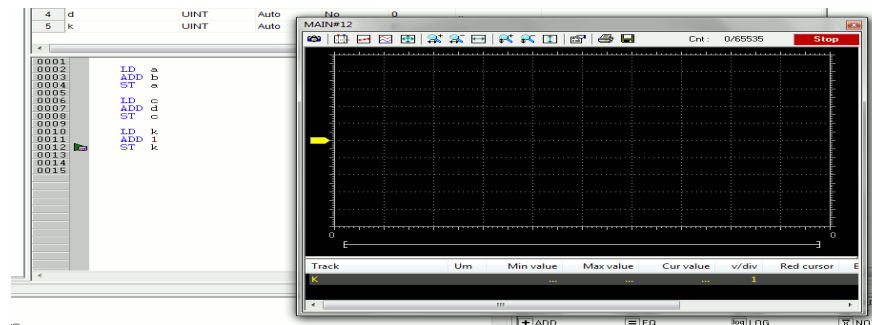 4 d UINT Auto No 0 ..
5 k UINT Auto
MAIN#12
Cnt: 0/65535 Stop
0001
0002 LD a
0003 ADD b
0004 ST a
0005
0006 LD c
0007 ADD d
0008 ST c
0009
0010 LD k
0011 ADD 1
0012 ST k
0013
0014
0015
0 0
Track Um Min value Max value Cur value v/div Red cursor E
K ... ... ... 1
+ ADD = EQ log LOG NO